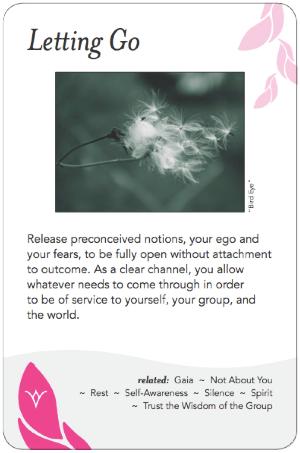 Letting Go
"Bird Eye"
Release preconceived notions, your ego and
your fears, to be fully open without attachment
to outcome. As a clear channel, you allow
whatever needs to come through in order
to be of service to yourself, your group, and
the world.
related: Gaia ~ Not About You
~ Rest ~ Self-Awareness ~ Silence ~ Spirit
~ Trust the Wisdom of the Group